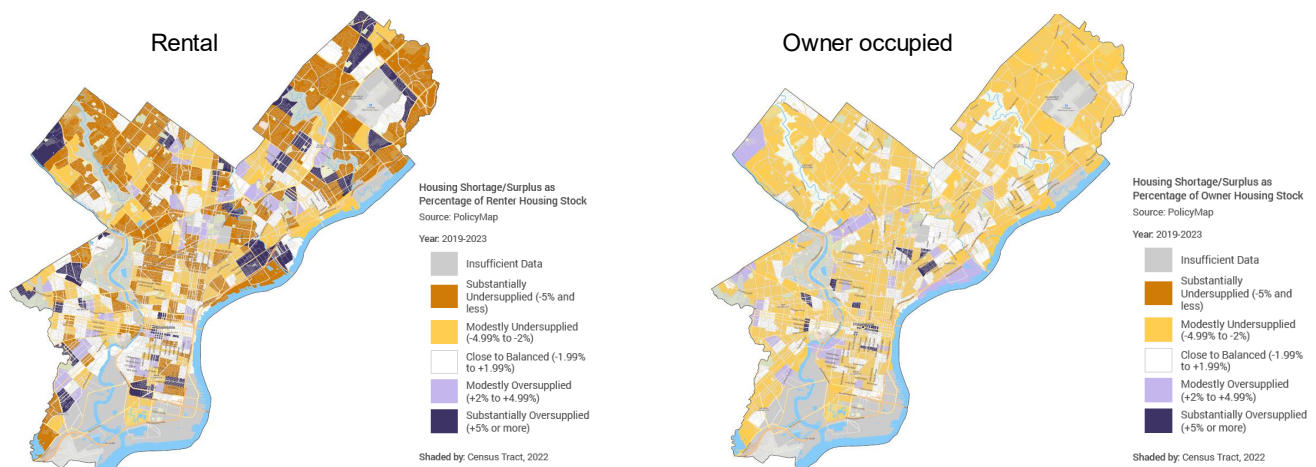 Rental
Housing Shortage/Surplus as
Percentage of Renter Housing Stock
Source: PolicyMap
Year: 2019-2023
Insufficient Data
Substantially
Undersupplied (-5% and
less)
Modestly Undersupplied
(-4.99% to -2%)
Close to Balanced (-1.99%
to +1.99%)
Modestly Oversupplied
(+2% to +4.99%)
Substantially Oversupplied
(+5% or more)
Shaded by: Census Tract, 2022
Owner occupied
Housing Shortage/Surplus as
Percentage of Owner Housing Stock
Source: PolicyMap
Year: 2019-2023
Insufficient Data
Substantially
Undersupplied (-5% and
less)
Modestly Undersupplied
(-4.99% to -2%)
Close to Balanced (-1.99%
to +1.99%)
Modestly Oversupplied
(+2% to +4.99%)
Substantially Oversupplied
(+5% or more)
Shaded by: Census Tract, 2022